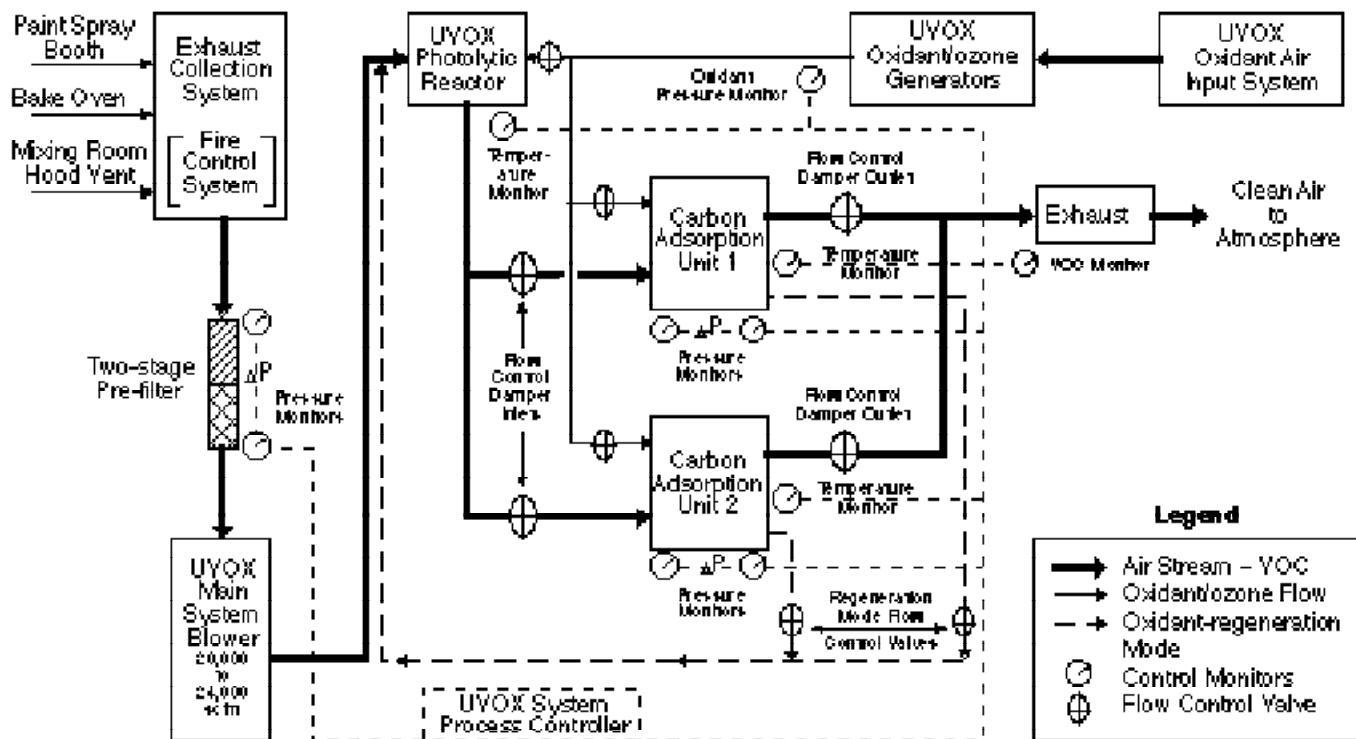 Paint Spray
Booth
Bake Oven
Mixing Room
Hood Vent
Exhaust
Collection
System
Fire
Control
System
Two-stage
Pre-filter
ΔP
Pressure
Monitors
UVOX
Main
System
Blower
20,000
to
24,000
scfm
UVOX
Photolytic
Reactor
Oxidant
Pressure Monitor
UVOX
Oxidant/ozone
Generators
UVOX
Oxidant Air
Input System
Temper-
ature
Monitor
Flow Control
Damper Outlet
Carbon
Adsorption
Unit 1
Temperature
Monitor
Exhaust
Clean Air
to
Atmosphere
VOC Monitor
ΔP
Pressure
Monitors
Flow
Control
Damper
Inlets
Flow Control
Damper Outlet
Carbon
Adsorption
Unit 2
Temperature
Monitor
ΔP
Pressure
Monitors
Regeneration
Mode Flow
Control Valves
UVOX System
Process Controller
Legend
Air Stream – VOC
Oxidant/ozone Flow
Oxidant-regeneration
Mode
Control Monitors
Flow Control Valve